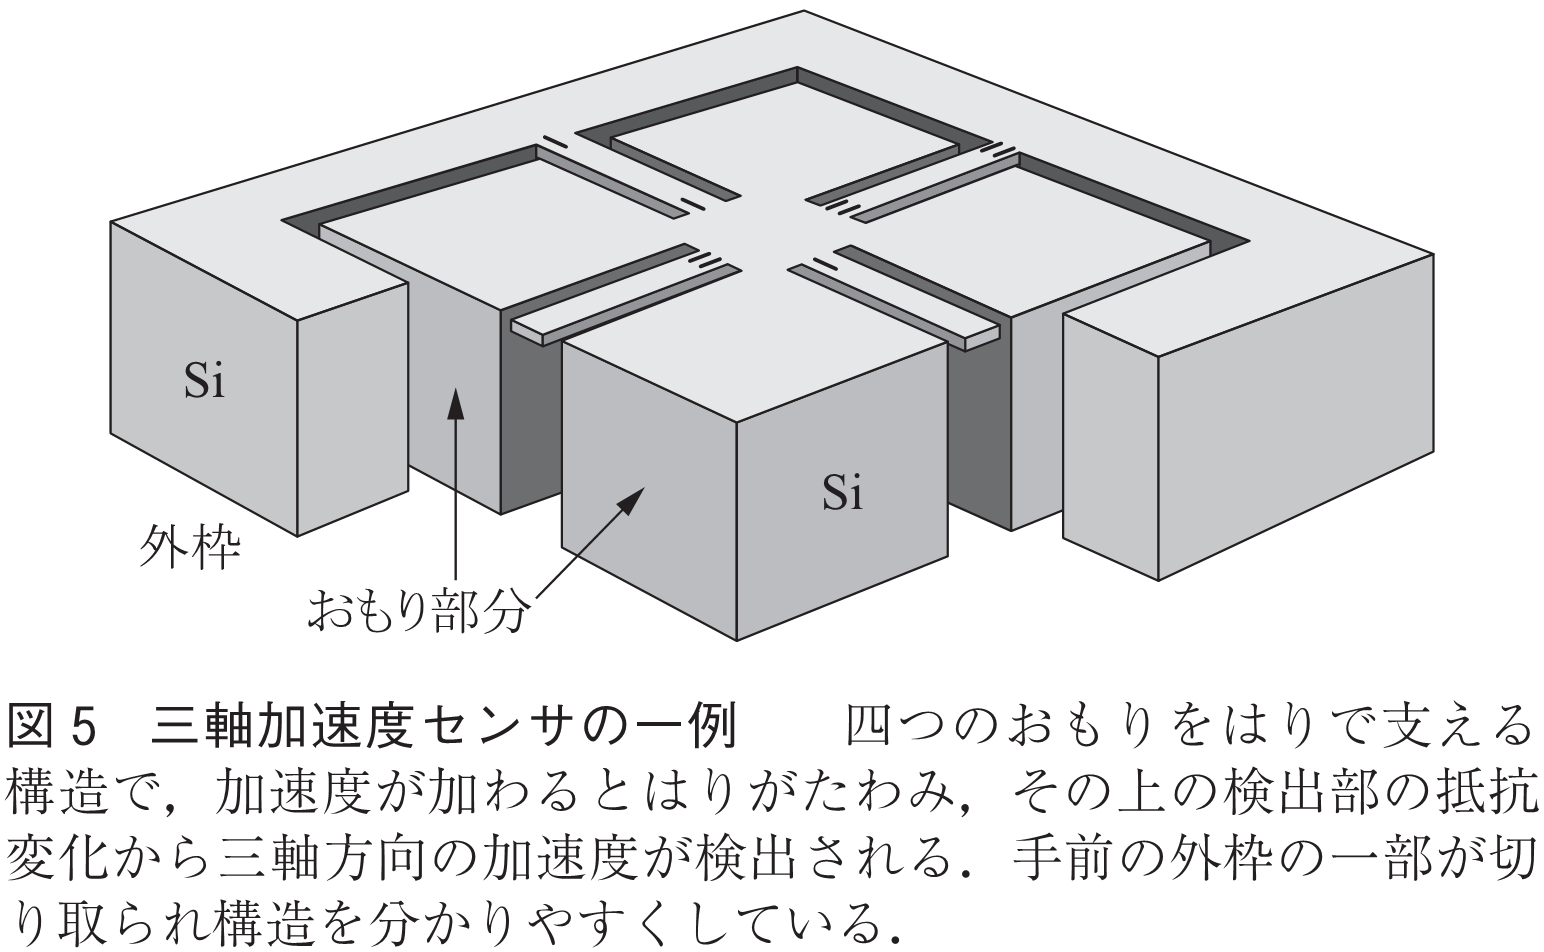 Si
Si
外枠
おもり部分
図5 三軸加速度センサの一例 四つのおもりをはりで支える
構造で，加速度が加わるとはりがたわみ，その上の検出部の抵抗
変化から三軸方向の加速度が検出される．手前の外枠の一部が切
り取られ構造を分かりやすくしている．